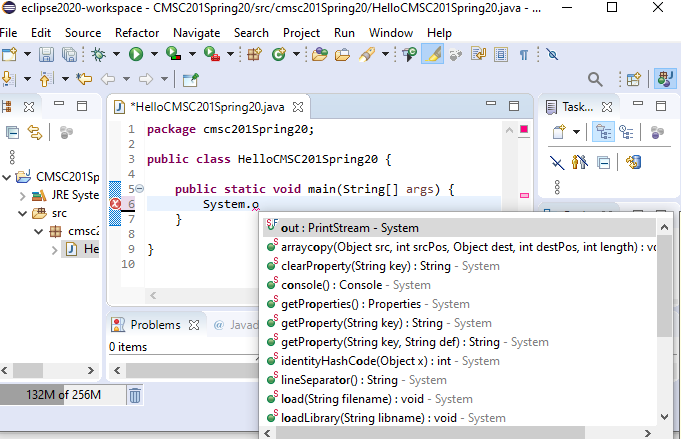 eclipse2020-workspace - CMSC201Spring20/src/cmsc201Spring20/HelloCMSC201Spring20.java - ...
File Edit Source Refactor Navigate Search Project Run Window Help
*HelloCMSC201Spring20.java
Task...
CMSC201Spri
JRE Syste
src
cmsc2
He
1 package cmsc201Spring20;
2
3 public class HelloCMSC201Spring20 {
4
5 public static void main(String[] args) {
6 System.o
7 }
8
9 }
10
out : PrintStream - System
arraycopy(Object src, int srcPos, Object dest, int destPos, int length) : vo
clearProperty(String key) : String - System
console() : Console - System
getProperties() : Properties - System
getProperty(String key) : String - System
getProperty(String key, String def) : String - System
identityHashCode(Object x) : int - System
lineSeparator() : String - System
load(String filename) : void - System
loadLibrary(String libname) : void - System
Problems @ Javad
0 items
132M of 256M